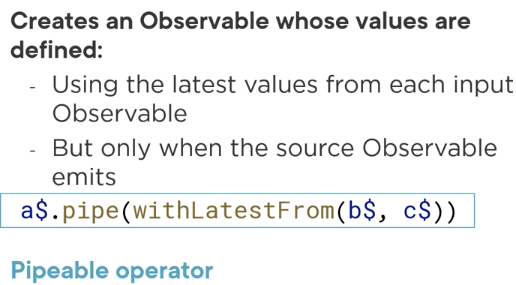 Creates an Observable whose values are
defined:
- Using the latest values from each input
Observable
- But only when the source Observable
emits
a$.pipe(withLatestFrom(b$, c$))
Pipeable operator